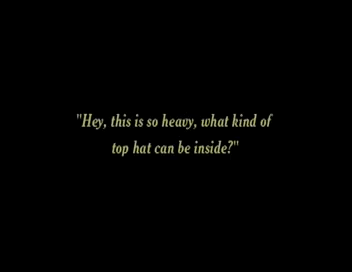 "Hey, this is so heavy, what kind of
top hat can be inside?"